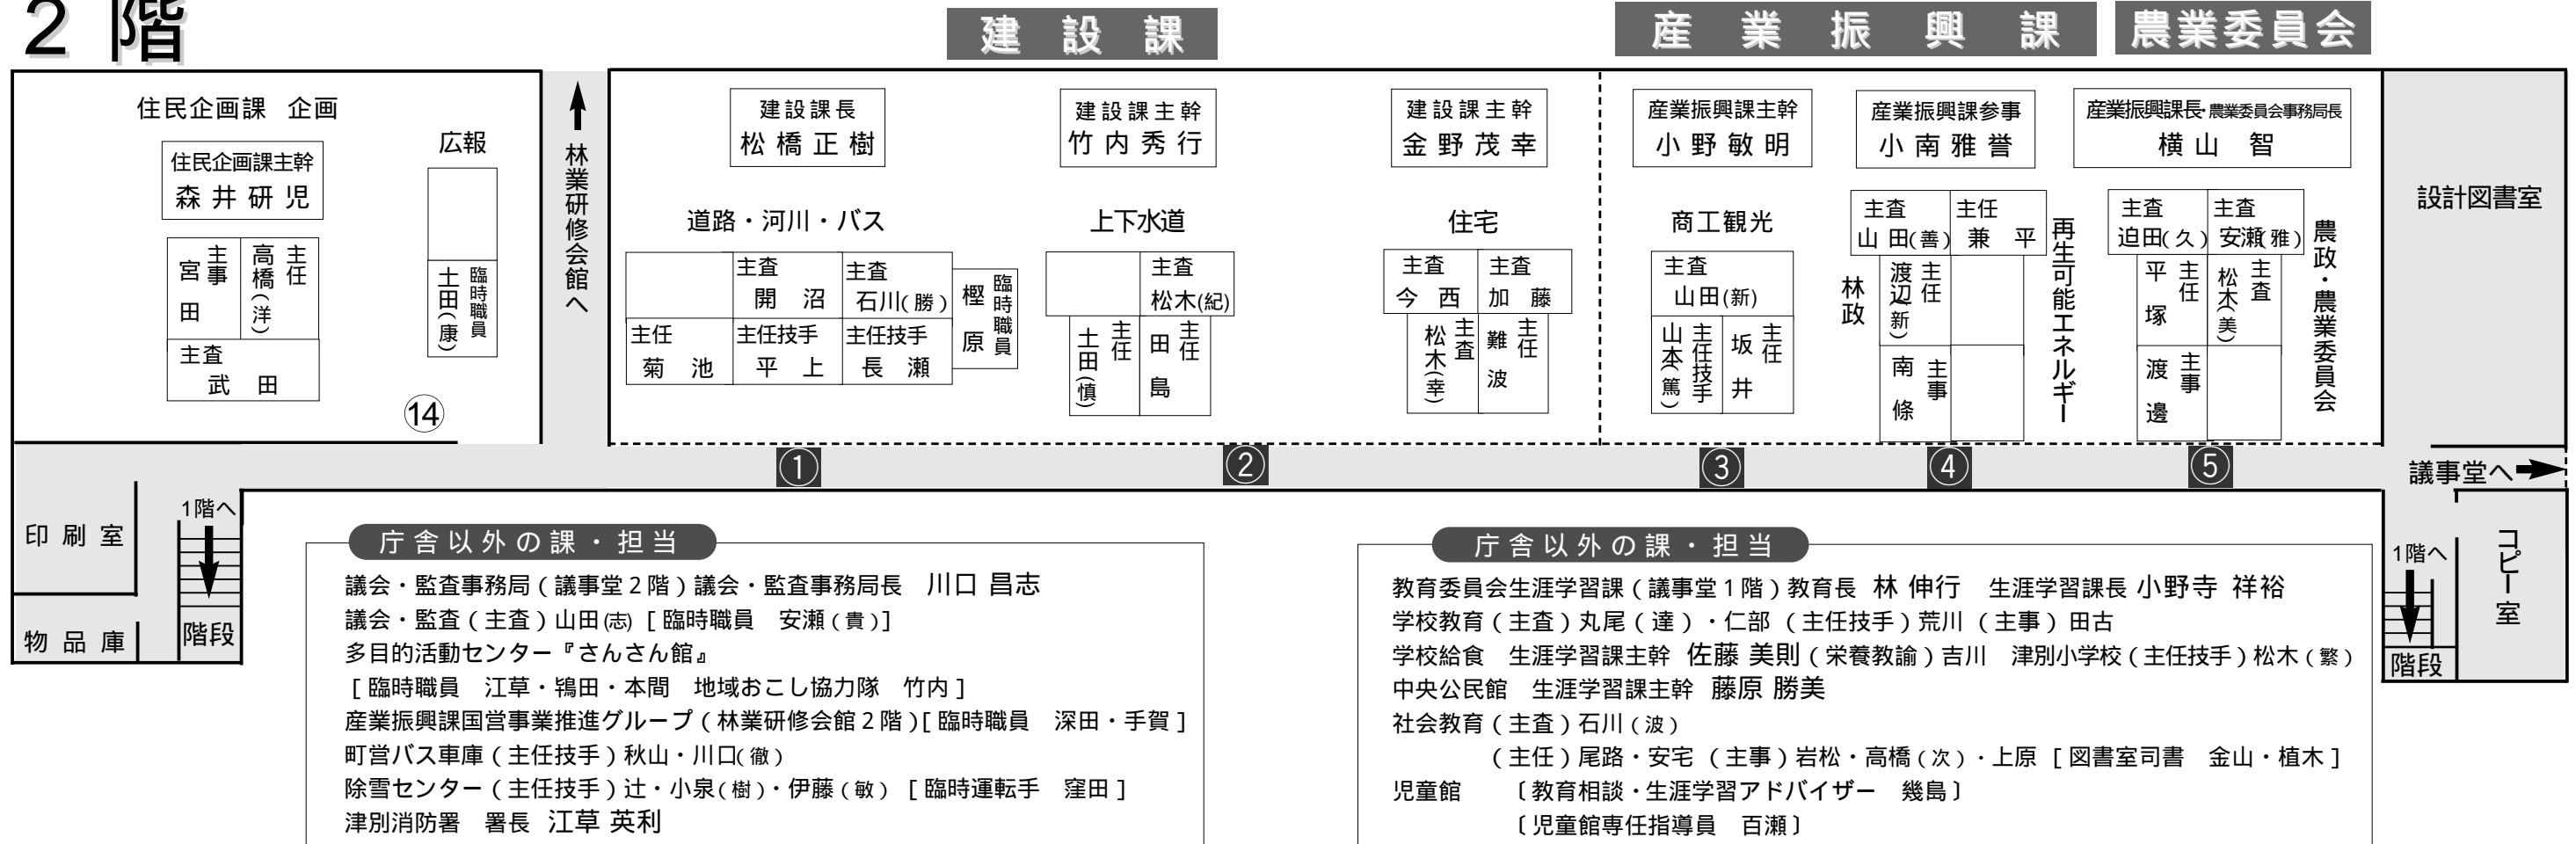 ２ 階
建 設 課
産 業 振 興 課
農業委員会
住民企画課 企画
住民企画課主幹
森 井 研 児
広報
主事
宮 田
主任
高橋(洋)
主査
武 田
臨時職員
土田(康)
⑭
林業研修会館へ
建設課長
松 橋 正 樹
道路・河川・バス
主査
開 沼
主査
石川(勝)
臨時職員
樫 原
主任
菊 池
主任技手
平 上
主任技手
長 瀬
建設課主幹
竹 内 秀 行
上下水道
主査
松木(紀)
主任
土田(慎)
主任
田 島
建設課主幹
金 野 茂 幸
住宅
主査
今 西
主査
加 藤
主査
松木(幸)
主任
難 波
産業振興課主幹
小 野 敏 明
商工観光
主査
山田(新)
主任技手
山本(篤)
主任
坂 井
産業振興課参事
小 南 雅 誉
主査
山 田(善)
主任
兼 平
林政
主任
渡辺(新)
主事
南 條
再生可能エネルギー
産業振興課長・農業委員会事務局長
横 山 智
主査
迫田(久)
主査
安瀬(雅)
主任
平 塚
主査
松木(美)
主事
渡 邊
農政・農業委員会
設計図書室
①
②
③
④
⑤
議事堂へ
印 刷 室
物 品 庫
1階へ
階段
1階へ
階段
コピー室
庁舎以外の課・担当
議会・監査事務局（議事堂２階）議会・監査事務局長　川口 昌志
議会・監査（主査）山田(志)［臨時職員　安瀬（貴）］
多目的活動センター『さんさん館』
［臨時職員　江草・鴇田・本間　地域おこし協力隊　竹内］
産業振興課国営事業推進グループ（林業研修会館２階）［臨時職員　深田・手賀］
町営バス車庫（主任技手）秋山・川口(徹)
除雪センター（主任技手）辻・小泉(樹)・伊藤（敏）［臨時運転手　窪田］
津別消防署　署長　江草 英利
庁舎以外の課・担当
教育委員会生涯学習課（議事堂１階）教育長　林 伸行　生涯学習課長 小野寺 祥裕
学校教育（主査）丸尾（達）・仁部 （主任技手）荒川 （主事）田古
学校給食　生涯学習課主幹　佐藤 美則（栄養教諭）吉川　津別小学校（主任技手）松木（繁）
中央公民館　生涯学習課主幹　藤原 勝美
社会教育（主査）石川（波）
（主任）尾路・安宅 （主事）岩松・高橋（次）・上原［図書室司書　金山・植木］
児童館　〔教育相談・生涯学習アドバイザー　幾島〕
〔児童館専任指導員　百瀬〕